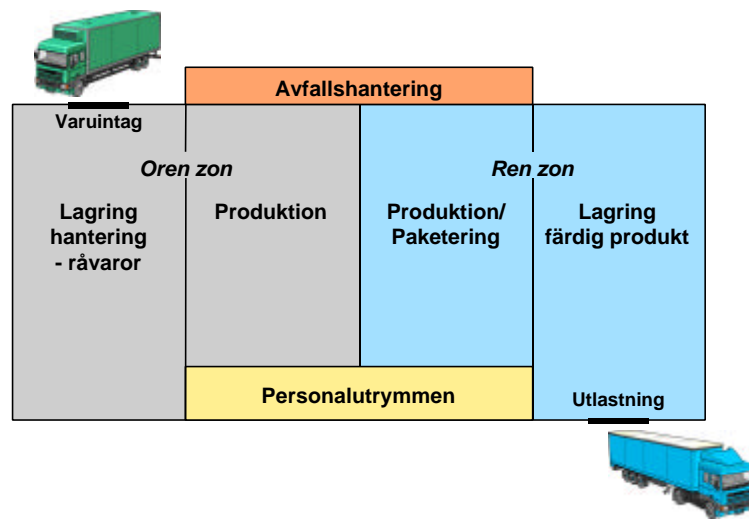 Avfallshantering
Varuintag
Oren zon
Ren zon
Lagring
hantering
- råvaror
Produktion
Produktion/
Paketering
Lagring
färdig produkt
Personalutrymmen
Utlastning